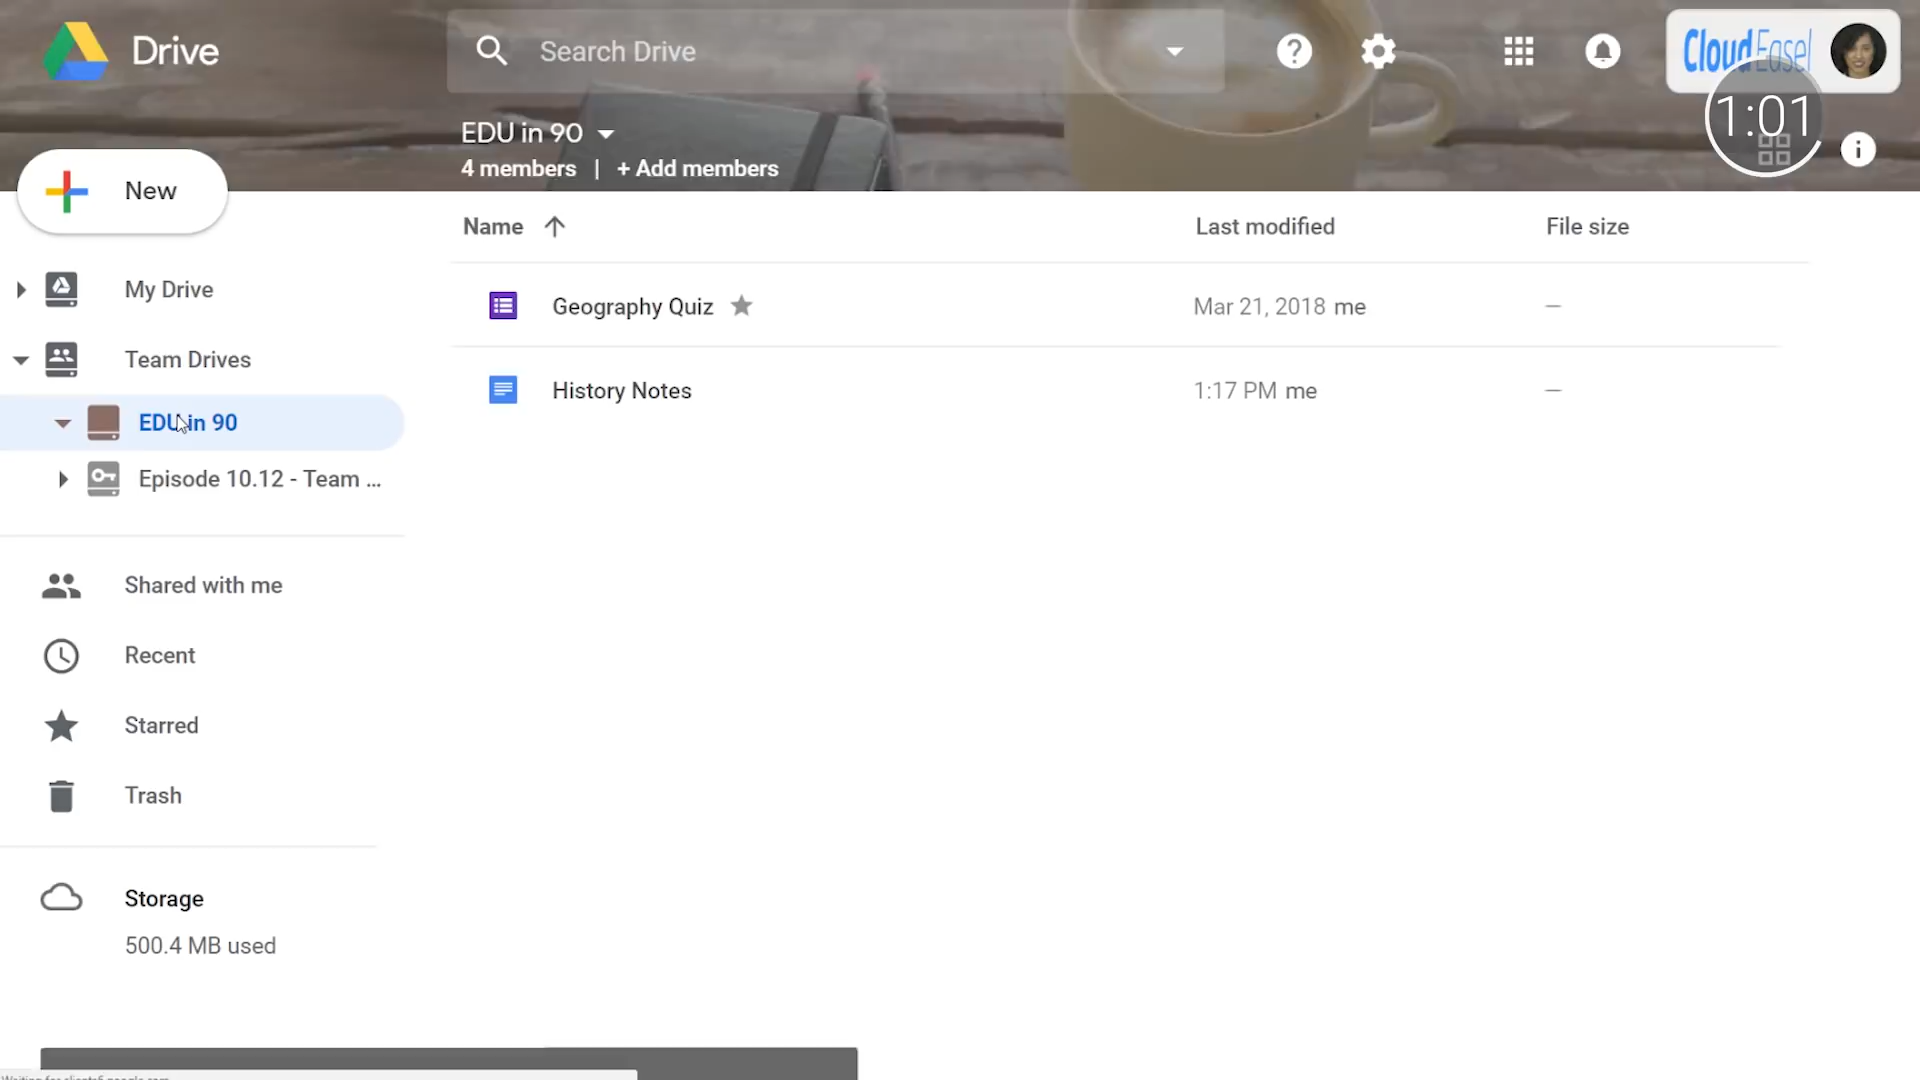 Drive
Search Drive
Cloud Easel
1:01
EDU in 90
4 members | + Add members
New
Name
Last modified
File size
My Drive
Geography Quiz
Mar 21, 2018 me
—
Team Drives
History Notes
1:17 PM me
—
EDU in 90
Episode 10.12 - Team ...
Shared with me
Recent
Starred
Trash
Storage
500.4 MB used